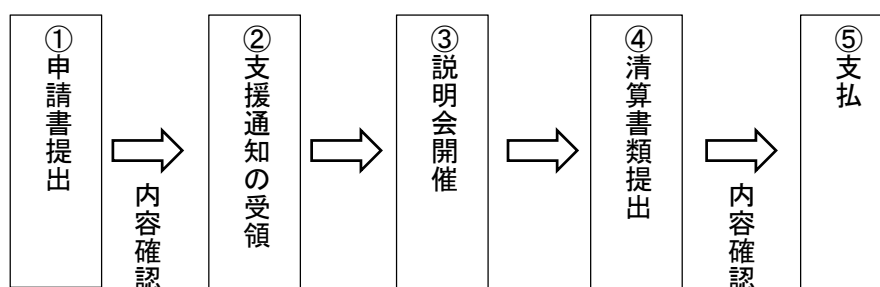 ①申請書提出
内容確認
②支援通知の受領
③説明会開催
④清算書類提出
内容確認
⑤支払